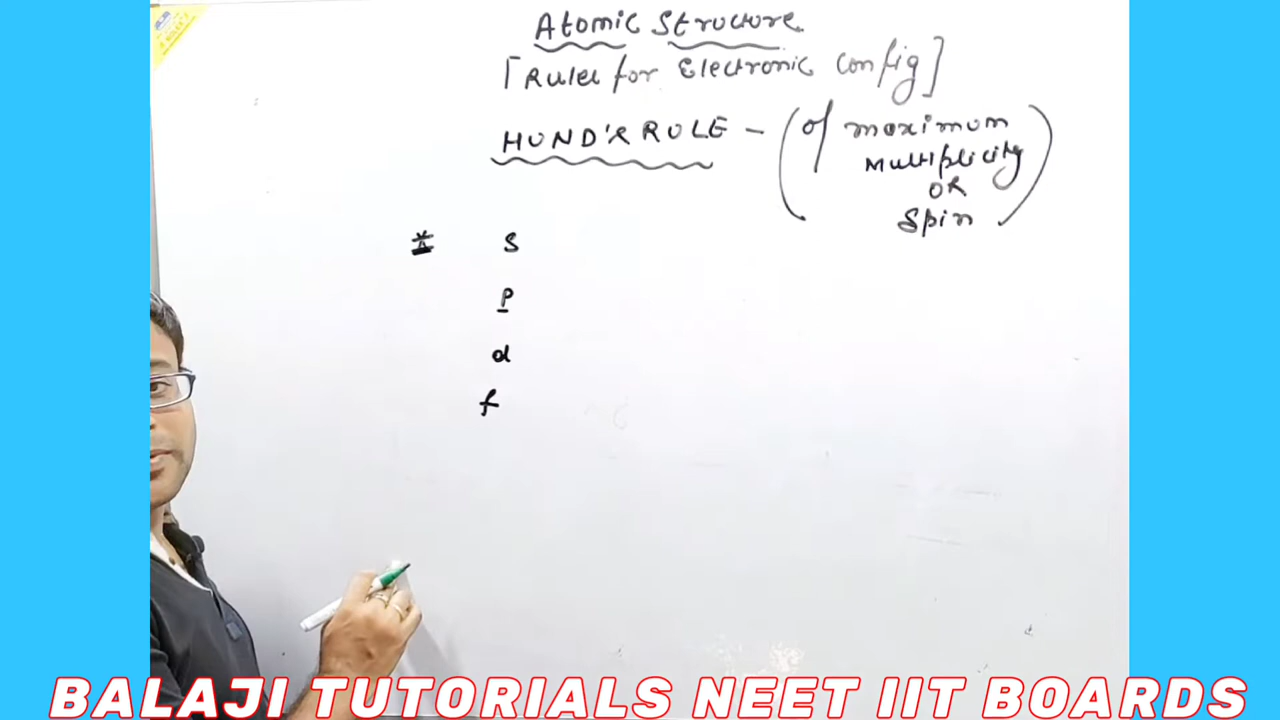 Atomic Structure
[Rules for Electronic Config]
HUND'S RULE - (of maximum
Multiplicity
OR
Spin)
* S
P
d
f
BALAJI TUTORIALS NEET IIT BOARDS